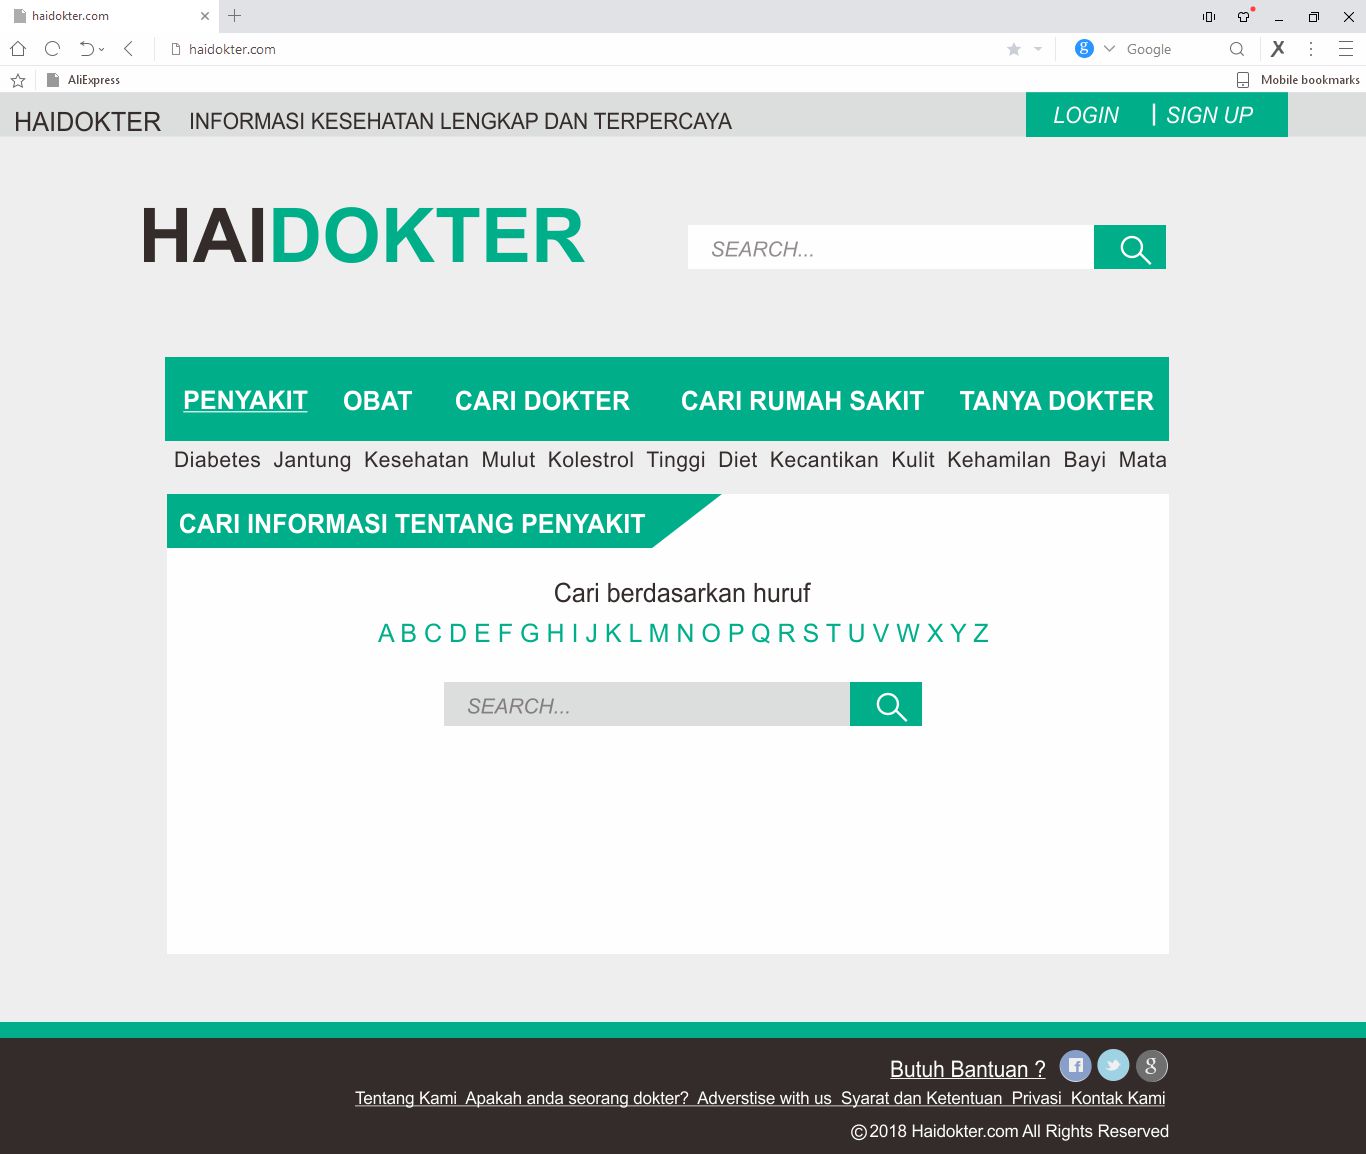 haidokter.com
haidokter.com
Google
AliExpress
Mobile bookmarks
HAIDOKTER INFORMASI KESEHATAN LENGKAP DAN TERPERCAYA
LOGIN | SIGN UP
HAIDOKTER
SEARCH...
PENYAKIT OBAT CARI DOKTER CARI RUMAH SAKIT TANYA DOKTER
Diabetes Jantung Kesehatan Mulut Kolestrol Tinggi Diet Kecantikan Kulit Kehamilan Bayi Mata
CARI INFORMASI TENTANG PENYAKIT
Cari berdasarkan huruf
A B C D E F G H I J K L M N O P Q R S T U V W X Y Z
SEARCH...
Butuh Bantuan ?
Tentang Kami Apakah anda seorang dokter? Adverstise with us Syarat dan Ketentuan Privasi Kontak Kami
© 2018 Haidokter.com All Rights Reserved